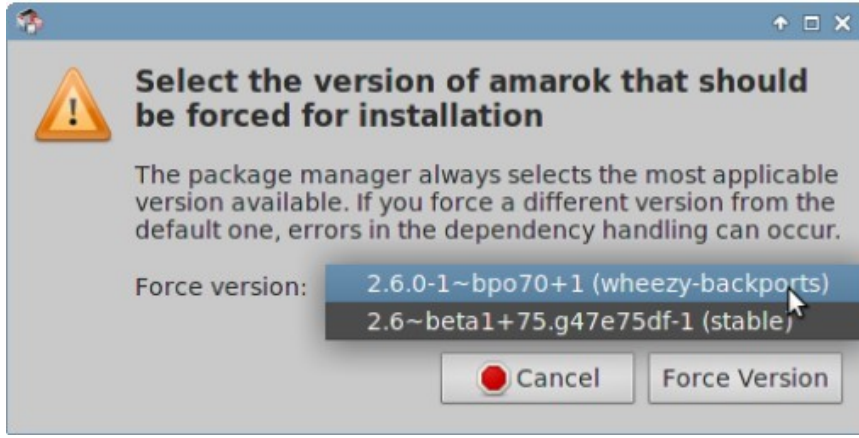 Select the version of amarok that should
be forced for installation
The package manager always selects the most applicable
version available. If you force a different version from the
default one, errors in the dependency handling can occur.
Force version:
2.6.0-1~bpo70+1 (wheezy-backports)
2.6~beta1+75.g47e75df-1 (stable)
Cancel
Force Version